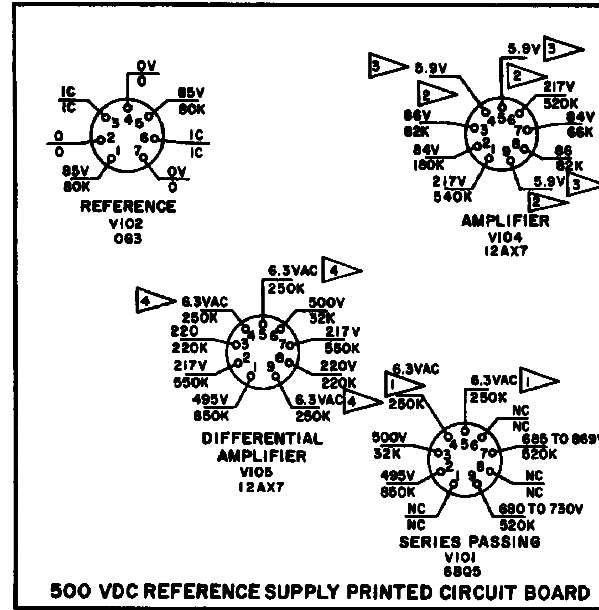 0V
0
1C
1C
85V
80K
4
3
5
0
0
2
6
1C
1C
1
7
85V
80K
0V
0
REFERENCE
V102
0G3
3
5.9V
5.9V
3
2
2
217V
520K
86V
82K
4
5
6
3
7
84V
66K
84V
180K
2
1
9
8
86
82K
217V
540K
5.9V
3
2
AMPLIFIER
V104
12AX7
6.3VAC
4
250K
4
6.3VAC
250K
500V
32K
4
5
6
220
220K
3
7
217V
550K
217V
550K
2
8
220V
220K
1
9
495V
850K
6.3VAC
4
250K
DIFFERENTIAL
AMPLIFIER
V105
12AX7
6.3VAC
1
250K
6.3VAC
1
250K
NC
NC
500V
32K
4
5
6
3
7
685 TO 869V
520K
495V
850K
2
8
NC
NC
1
9
NC
NC
680 TO 730V
520K
SERIES PASSING
V101
6BQ5
500 VDC REFERENCE SUPPLY PRINTED CIRCUIT BOARD